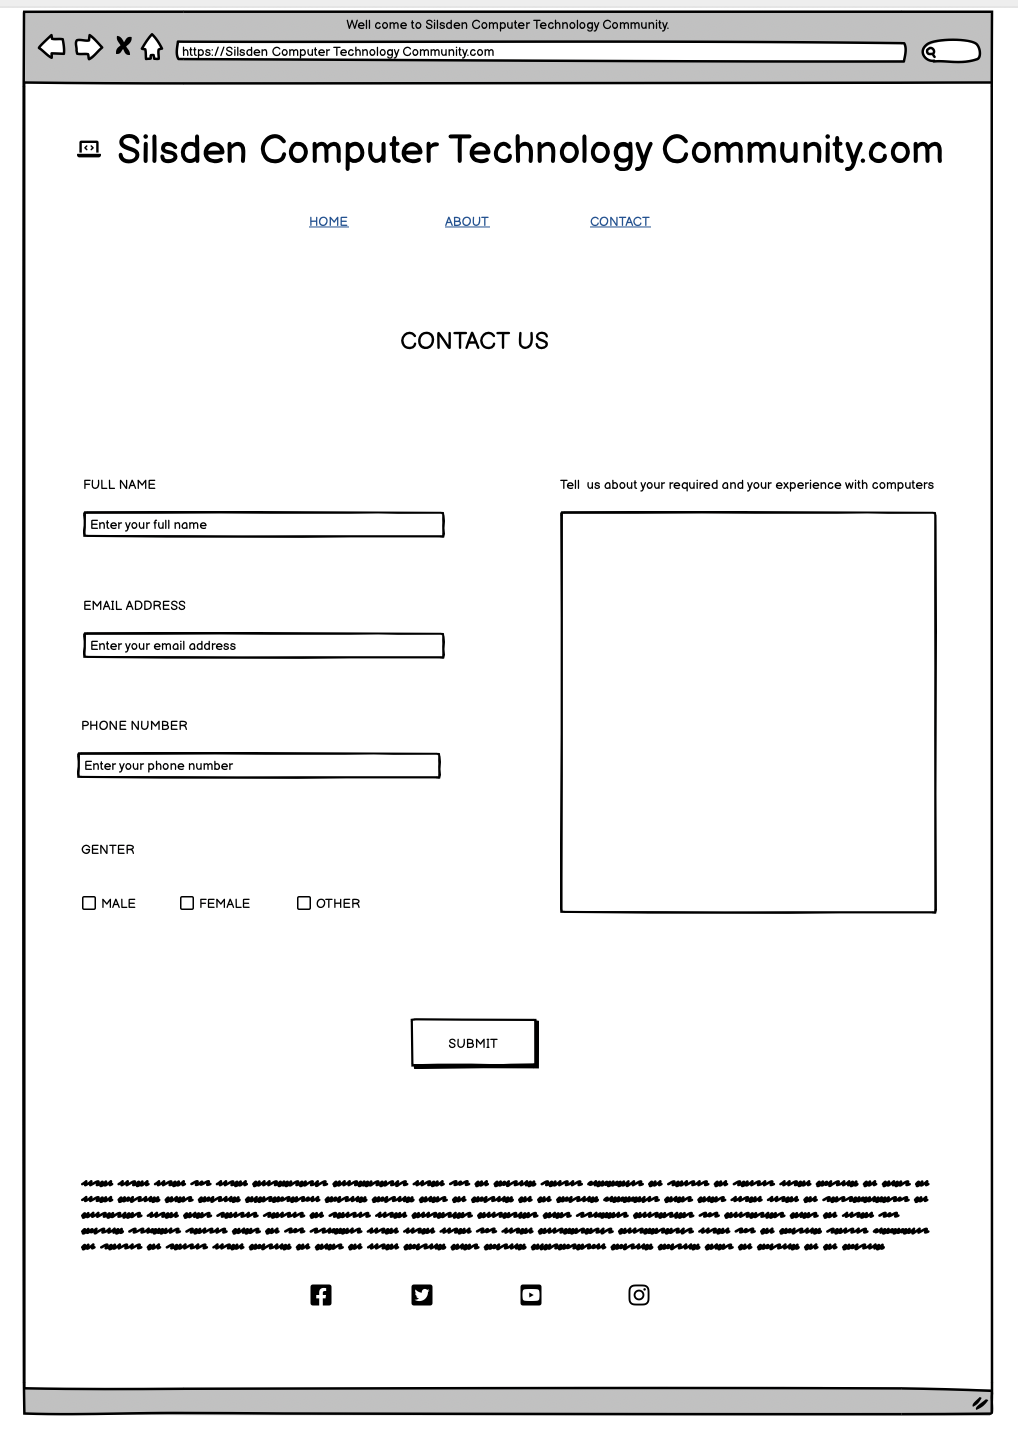 Well come to Silsden Computer Technology Community.
https://Silsden Computer Technology Community.com
Silsden Computer Technology Community.com
HOME ABOUT CONTACT
CONTACT US
FULL NAME
Enter your full name
EMAIL ADDRESS
Enter your email address
PHONE NUMBER
Enter your phone number
GENTER
MALE FEMALE OTHER
Tell us about your required and your experience with computers
SUBMIT